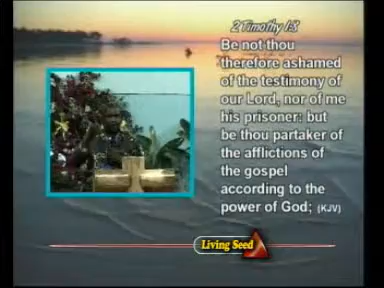 2 Timothy 1:8
Be not thou
therefore ashamed
of the testimony of
our Lord, nor of me
his prisoner: but
be thou partaker of
the afflictions of
the gospel
according to the
power of God; (KJV)
Living Seed